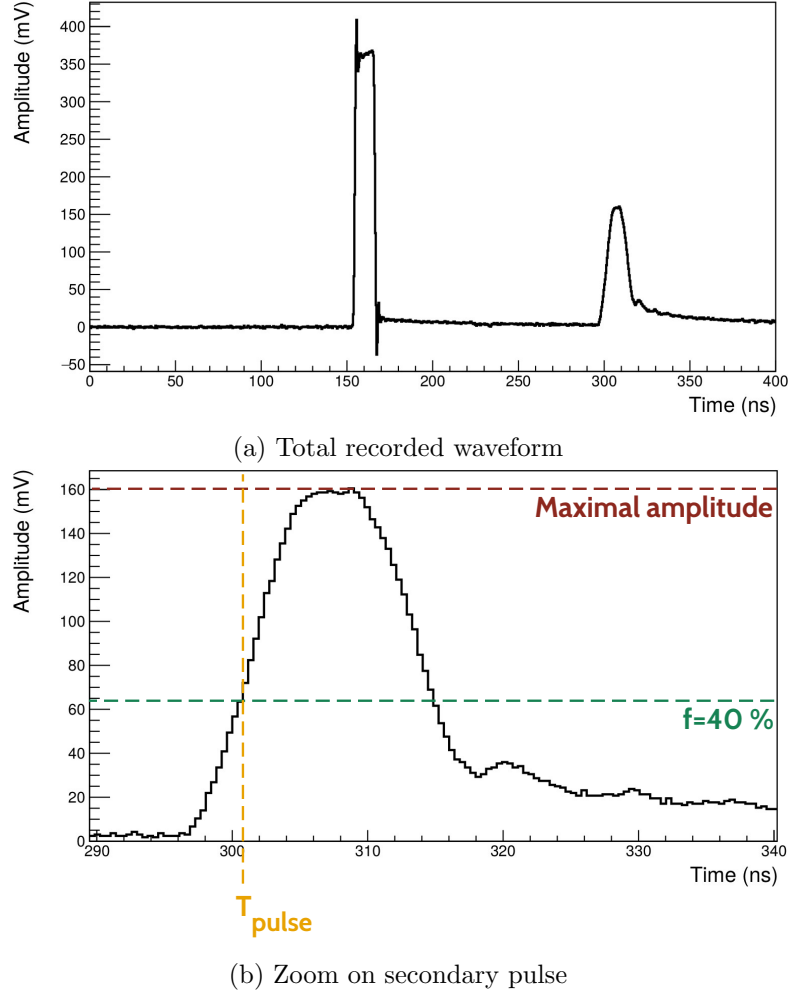 Amplitude (mV)
400
350
300
250
200
150
100
50
0
−50
0 50 100 150 200 250 300 350 400
Time (ns)
(a) Total recorded waveform
Amplitude (mV)
160
Maximal amplitude
140
120
100
80
60
f=40 %
40
20
0
290 300 310 320 330 340
Time (ns)
Tpulse
(b) Zoom on secondary pulse